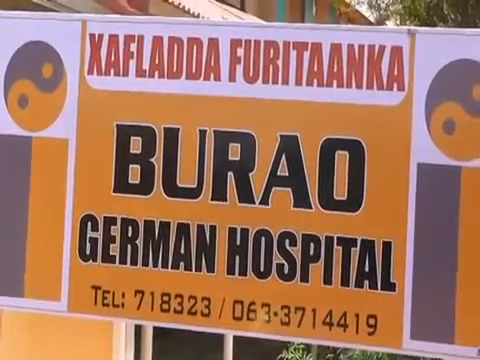 XAFLADDA FURITAANKA
BURAO
GERMAN HOSPITAL
TEL: 718323 / 063-3714419